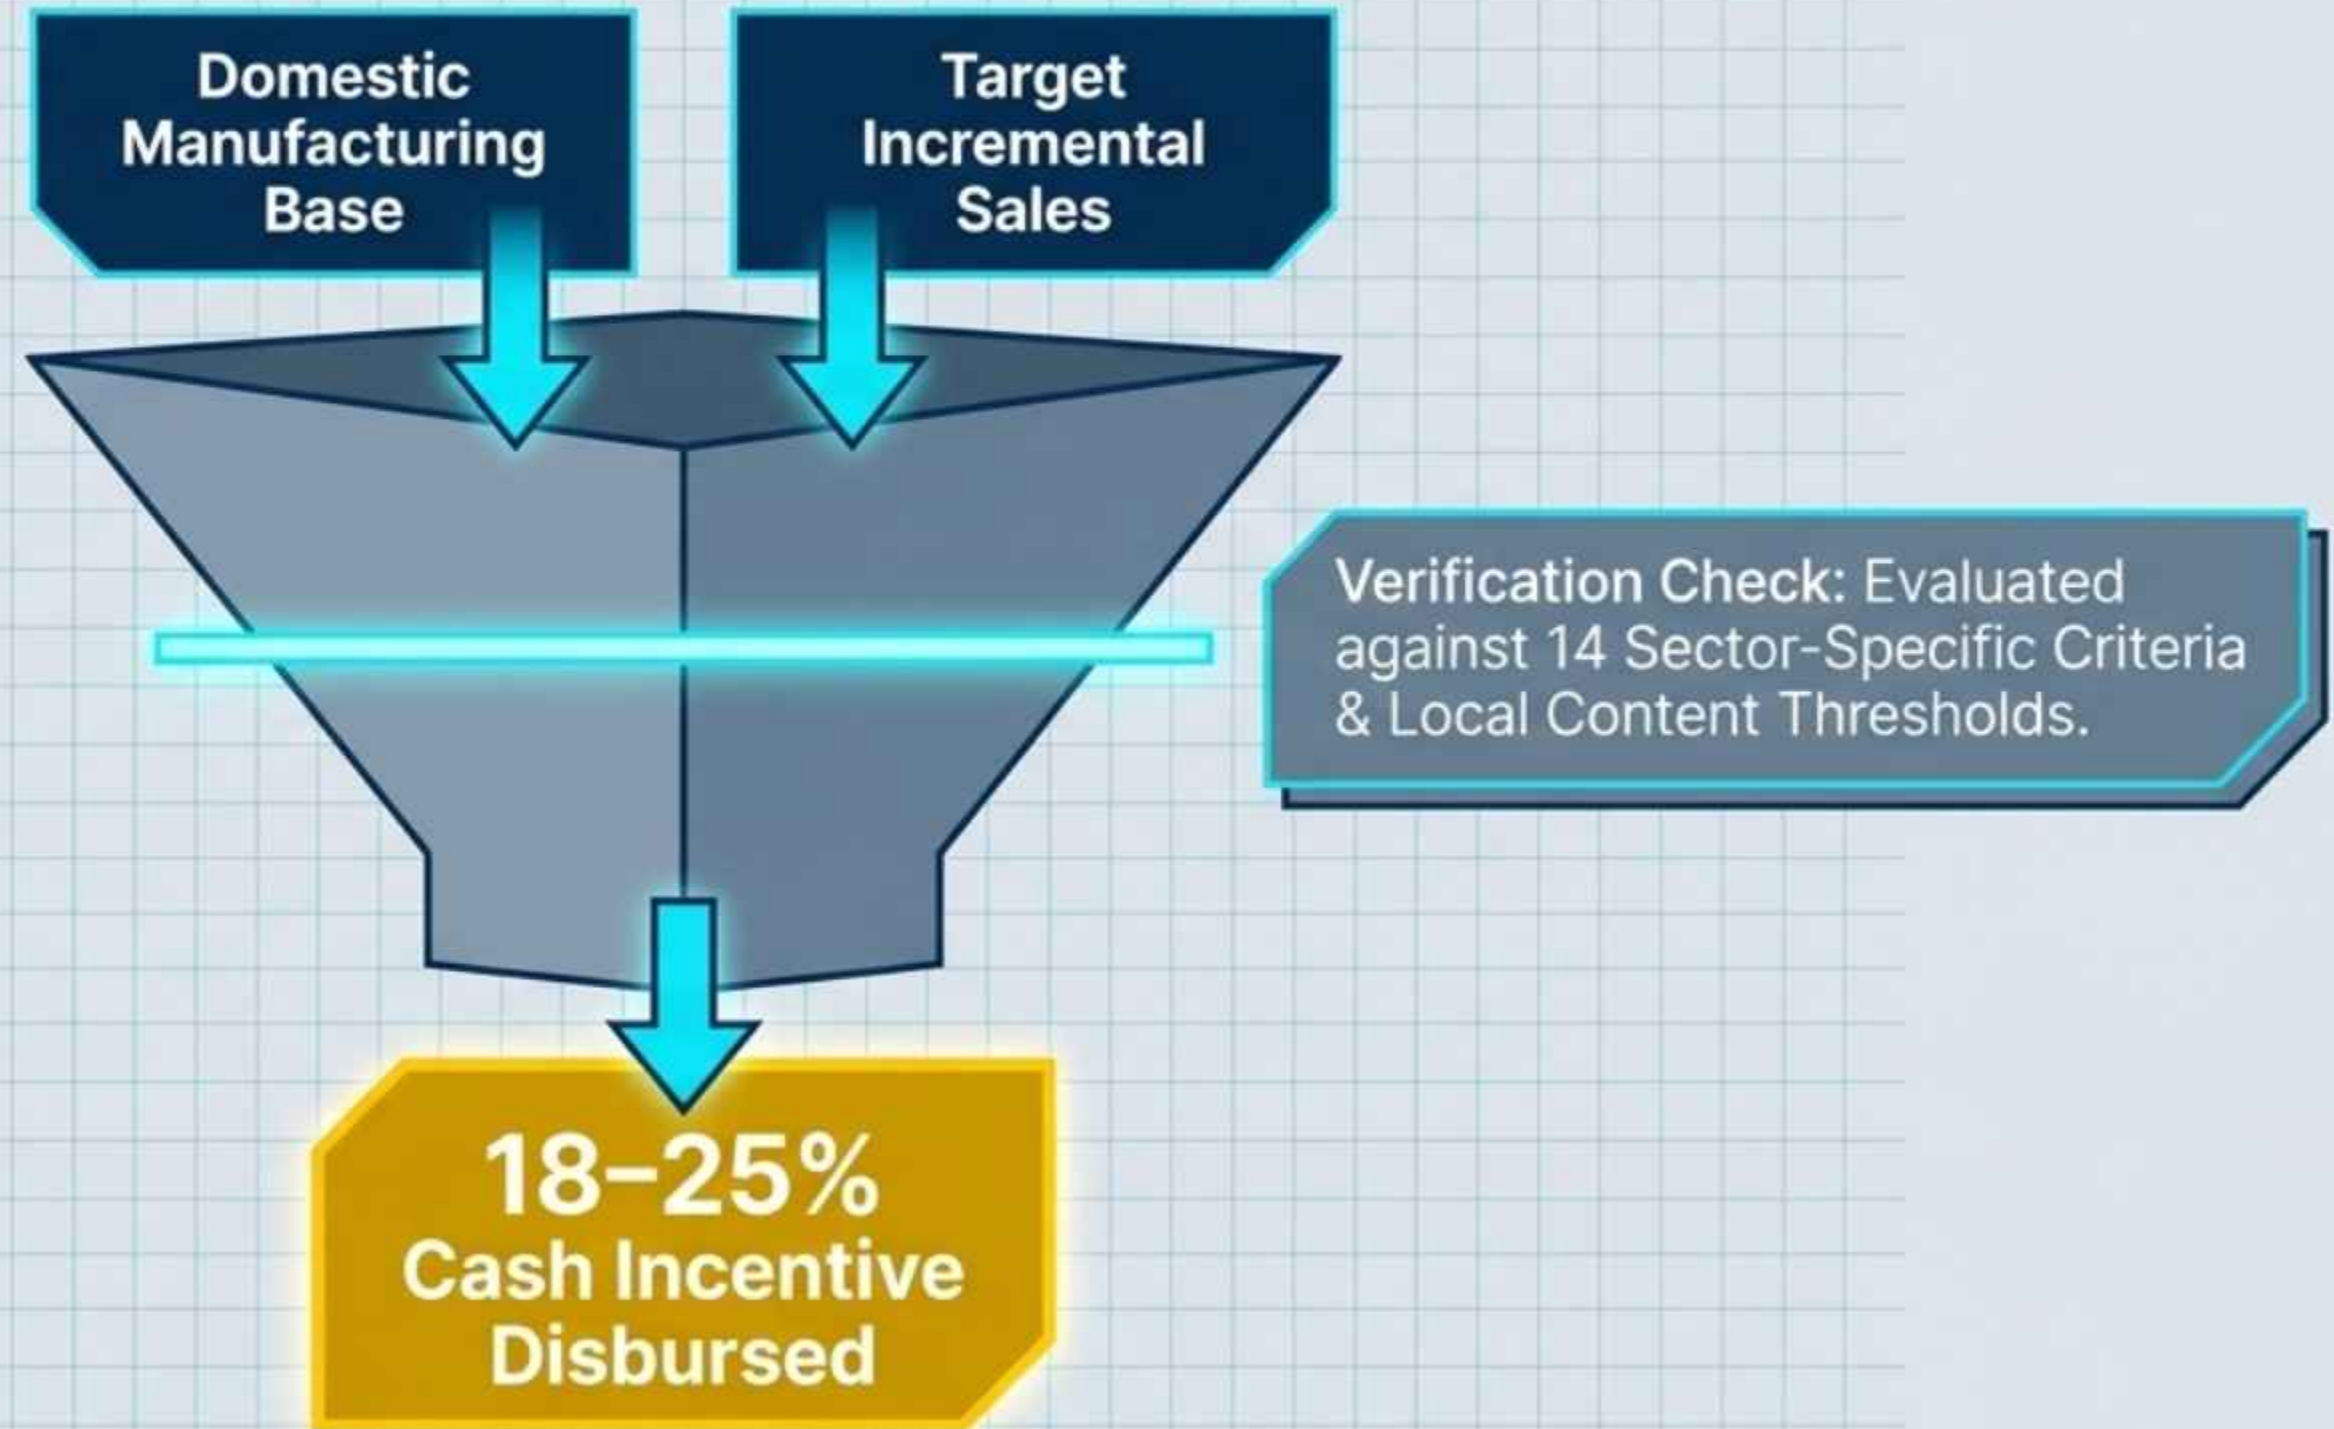 Domestic
Manufacturing
Base
Target
Incremental
Sales
Verification Check: Evaluated
against 14 Sector-Specific Criteria
& Local Content Thresholds.
18–25%
Cash Incentive
Disbursed